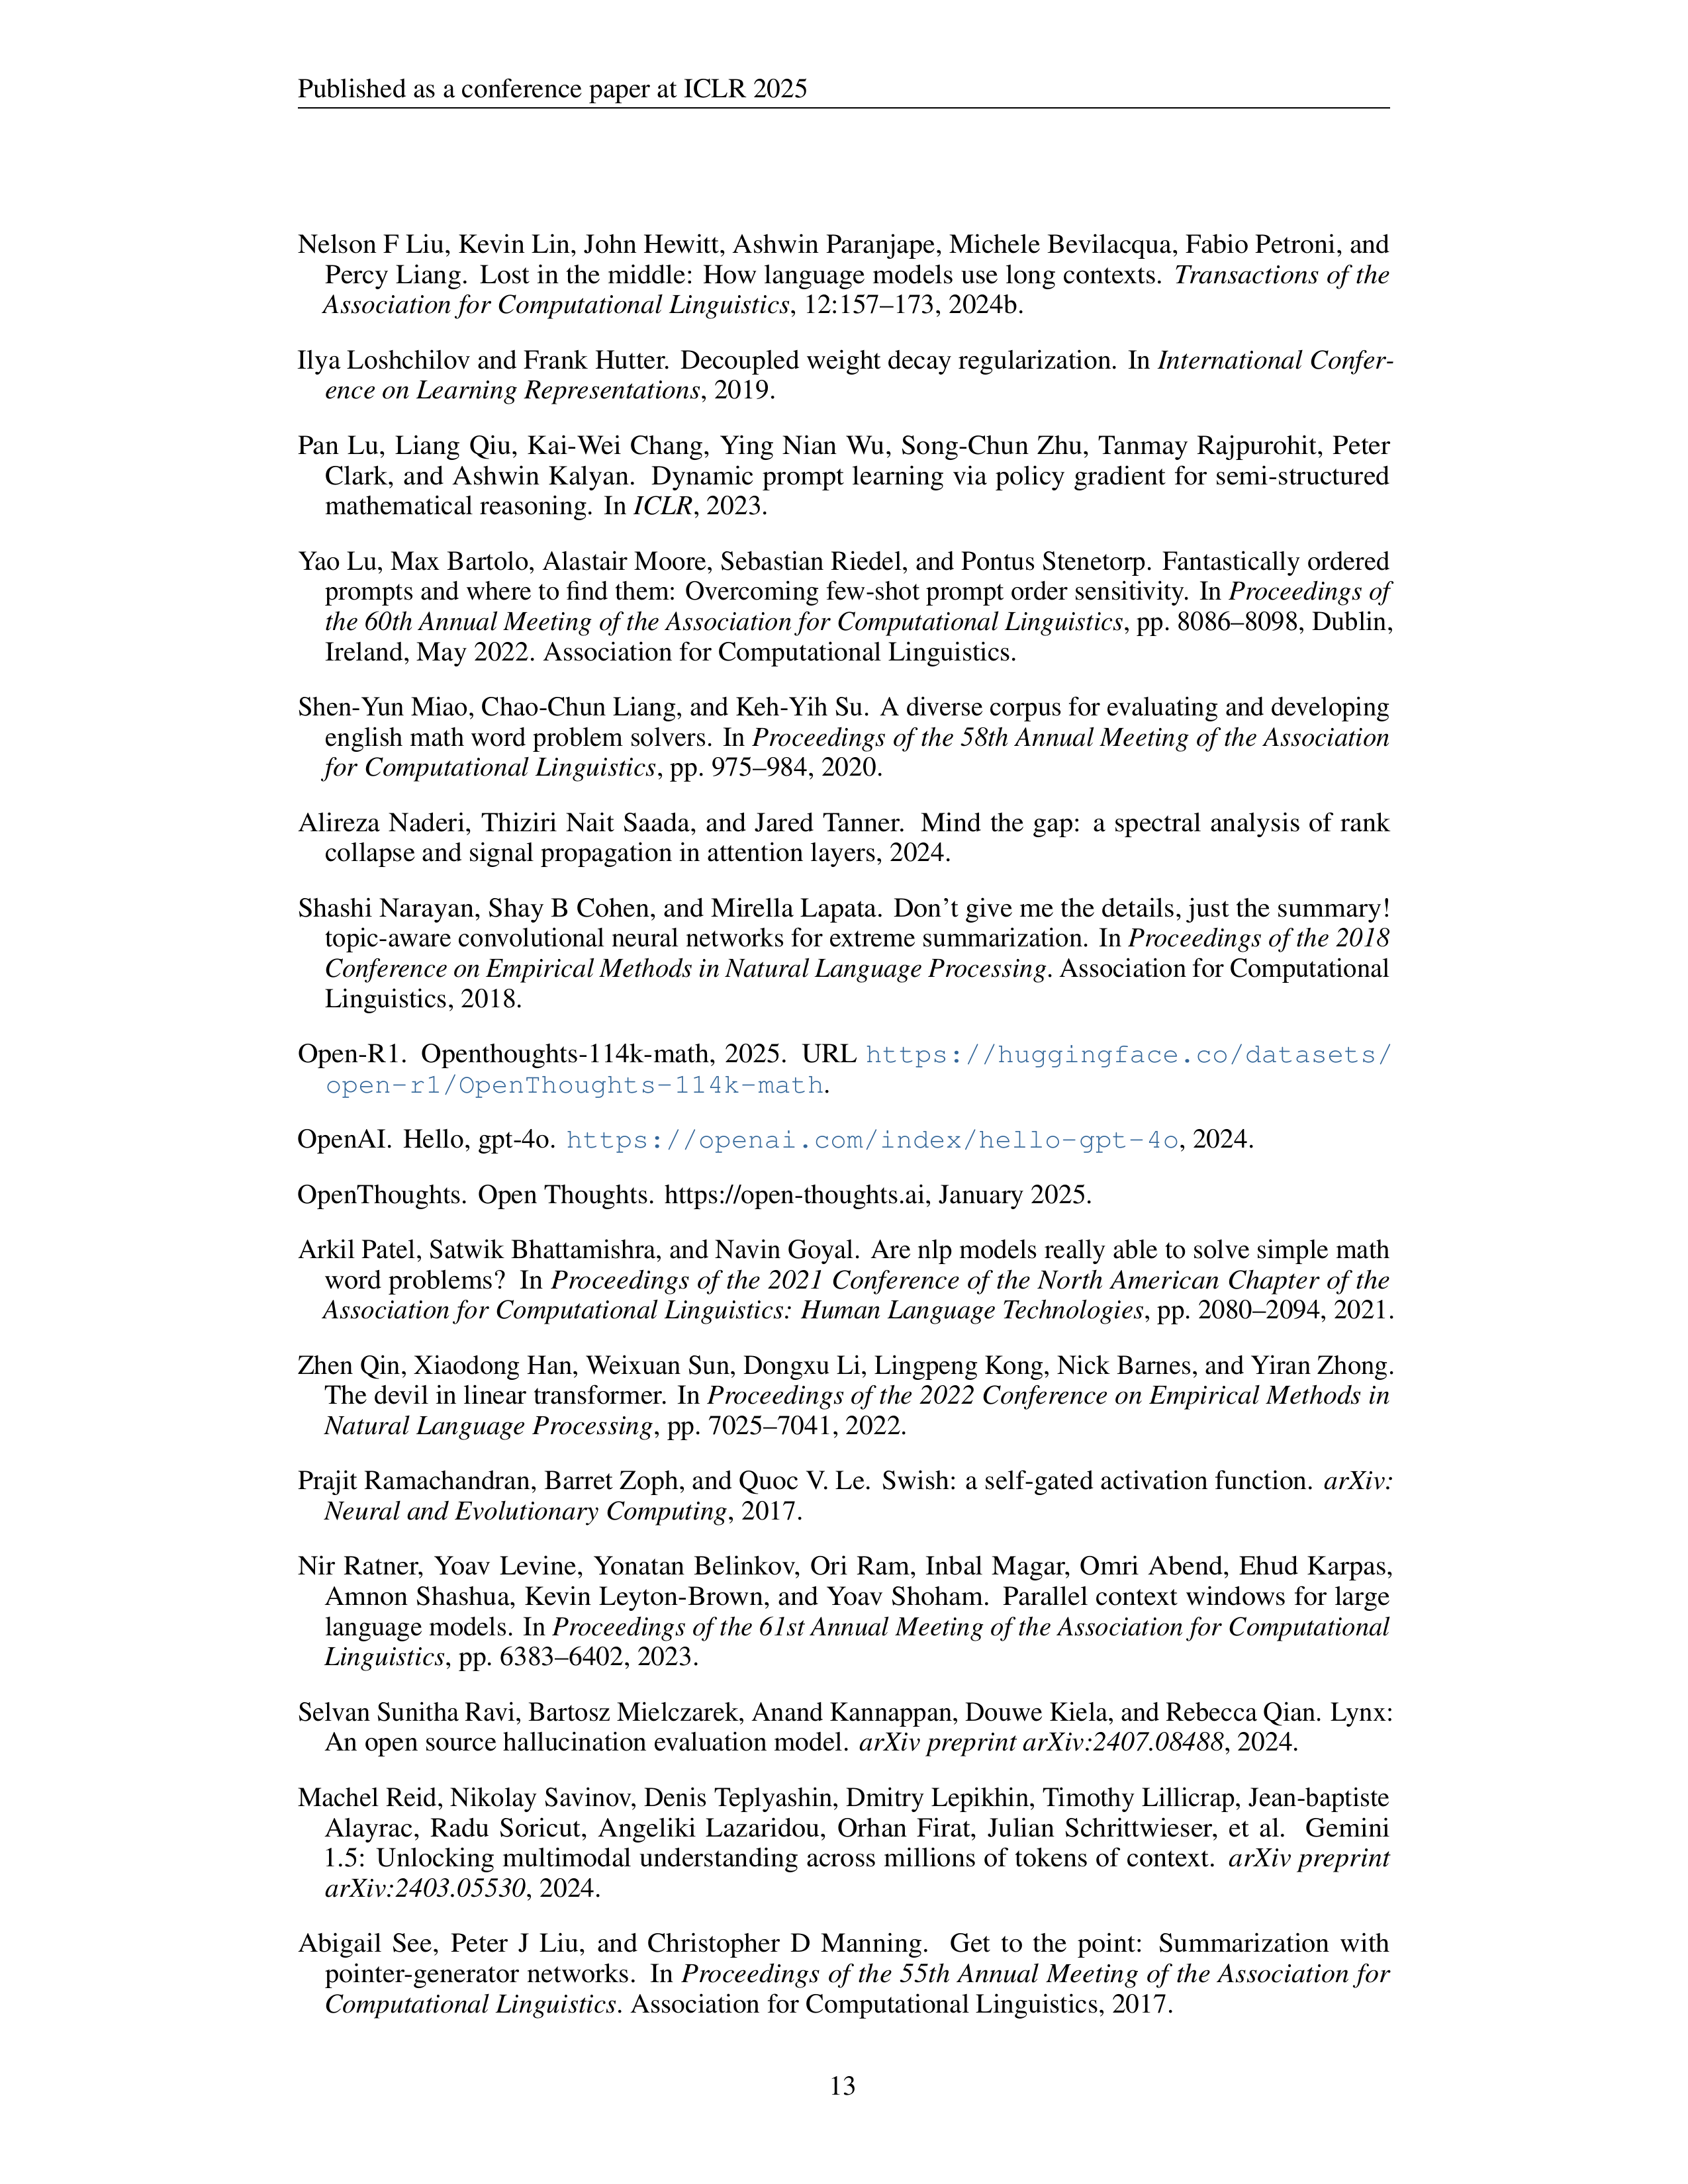 Published as a conference paper at ICLR 2025
Nelson F Liu, Kevin Lin, John Hewitt, Ashwin Paranjape, Michele Bevilacqua, Fabio Petroni, and
Percy Liang. Lost in the middle: How language models use long contexts. Transactions of the
Association for Computational Linguistics, 12:157–173, 2024b.
Ilya Loshchilov and Frank Hutter. Decoupled weight decay regularization. In International Confer-
ence on Learning Representations, 2019.
Pan Lu, Liang Qiu, Kai-Wei Chang, Ying Nian Wu, Song-Chun Zhu, Tanmay Rajpurohit, Peter
Clark, and Ashwin Kalyan. Dynamic prompt learning via policy gradient for semi-structured
mathematical reasoning. In ICLR, 2023.
Yao Lu, Max Bartolo, Alastair Moore, Sebastian Riedel, and Pontus Stenetorp. Fantastically ordered
prompts and where to find them: Overcoming few-shot prompt order sensitivity. In Proceedings of
the 60th Annual Meeting of the Association for Computational Linguistics, pp. 8086–8098, Dublin,
Ireland, May 2022. Association for Computational Linguistics.
Shen-Yun Miao, Chao-Chun Liang, and Keh-Yih Su. A diverse corpus for evaluating and developing
english math word problem solvers. In Proceedings of the 58th Annual Meeting of the Association
for Computational Linguistics, pp. 975–984, 2020.
Alireza Naderi, Thiziri Nait Saada, and Jared Tanner. Mind the gap: a spectral analysis of rank
collapse and signal propagation in attention layers, 2024.
Shashi Narayan, Shay B Cohen, and Mirella Lapata. Don't give me the details, just the summary!
topic-aware convolutional neural networks for extreme summarization. In Proceedings of the 2018
Conference on Empirical Methods in Natural Language Processing. Association for Computational
Linguistics, 2018.
Open-R1. Openthoughts-114k-math, 2025. URL https://huggingface.co/datasets/
open-r1/OpenThoughts-114k-math.
OpenAI. Hello, gpt-4o. https://openai.com/index/hello-gpt-4o, 2024.
OpenThoughts. Open Thoughts. https://open-thoughts.ai, January 2025.
Arkil Patel, Satwik Bhattamishra, and Navin Goyal. Are nlp models really able to solve simple math
word problems? In Proceedings of the 2021 Conference of the North American Chapter of the
Association for Computational Linguistics: Human Language Technologies, pp. 2080–2094, 2021.
Zhen Qin, Xiaodong Han, Weixuan Sun, Dongxu Li, Lingpeng Kong, Nick Barnes, and Yiran Zhong.
The devil in linear transformer. In Proceedings of the 2022 Conference on Empirical Methods in
Natural Language Processing, pp. 7025–7041, 2022.
Prajit Ramachandran, Barret Zoph, and Quoc V. Le. Swish: a self-gated activation function. arXiv:
Neural and Evolutionary Computing, 2017.
Nir Ratner, Yoav Levine, Yonatan Belinkov, Ori Ram, Inbal Magar, Omri Abend, Ehud Karpas,
Amnon Shashua, Kevin Leyton-Brown, and Yoav Shoham. Parallel context windows for large
language models. In Proceedings of the 61st Annual Meeting of the Association for Computational
Linguistics, pp. 6383–6402, 2023.
Selvan Sunitha Ravi, Bartosz Mielczarek, Anand Kannappan, Douwe Kiela, and Rebecca Qian. Lynx:
An open source hallucination evaluation model. arXiv preprint arXiv:2407.08488, 2024.
Machel Reid, Nikolay Savinov, Denis Teplyashin, Dmitry Lepikhin, Timothy Lillicrap, Jean-baptiste
Alayrac, Radu Soricut, Angeliki Lazaridou, Orhan Firat, Julian Schrittwieser, et al. Gemini
1.5: Unlocking multimodal understanding across millions of tokens of context. arXiv preprint
arXiv:2403.05530, 2024.
Abigail See, Peter J Liu, and Christopher D Manning. Get to the point: Summarization with
pointer-generator networks. In Proceedings of the 55th Annual Meeting of the Association for
Computational Linguistics. Association for Computational Linguistics, 2017.
13